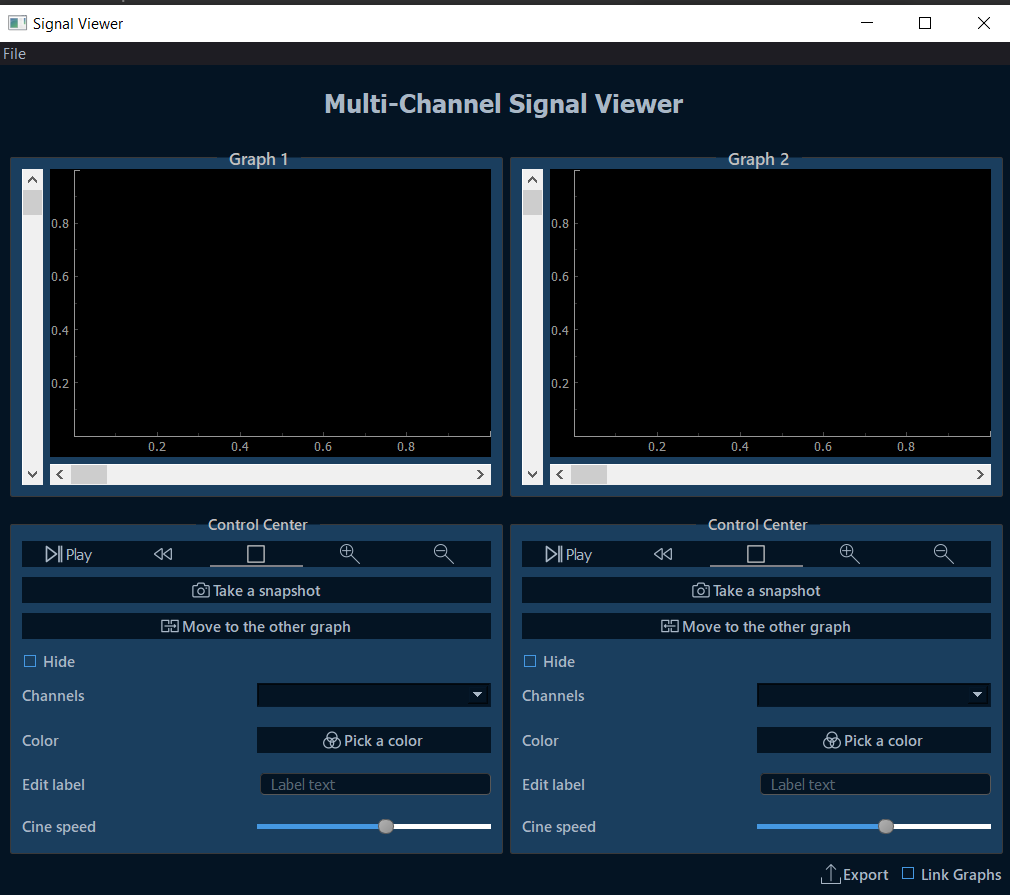 Signal Viewer
File
Multi-Channel Signal Viewer
Graph 1
0.8
0.6
0.4
0.2
0.2 0.4 0.6 0.8
Graph 2
0.8
0.6
0.4
0.2
0.2 0.4 0.6 0.8
Control Center
Play
Take a snapshot
Move to the other graph
Hide
Channels
Color Pick a color
Edit label Label text
Cine speed
Control Center
Play
Take a snapshot
Move to the other graph
Hide
Channels
Color Pick a color
Edit label Label text
Cine speed
Export Link Graphs